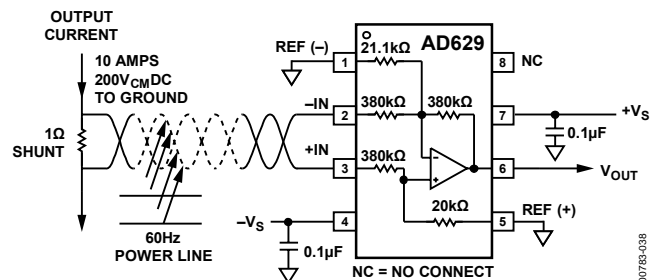 OUTPUT
CURRENT
10 AMPS
200VCMDC
TO GROUND
1Ω
SHUNT
60Hz
POWER LINE
REF (–)
1
21.1kΩ
AD629
8
NC
–IN
2
380kΩ
380kΩ
7
+VS
0.1µF
+IN
3
380kΩ
–
+
6
VOUT
–VS
4
20kΩ
5
REF (+)
0.1µF
NC = NO CONNECT
00783-038